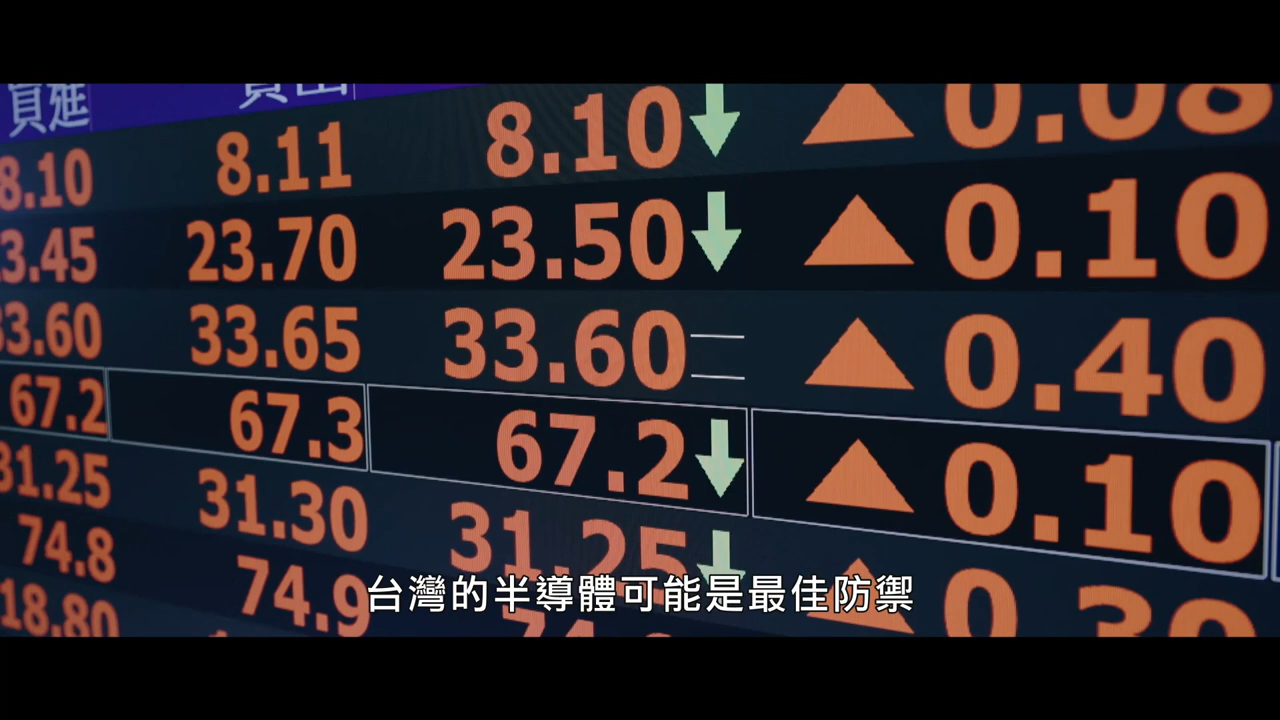 買進 賣出
8.10 8.11 8.10 0.08
23.45 23.70 23.50 0.10
33.60 33.65 33.60 0.40
67.2 67.3 67.2 0.10
31.25 31.30 31.25 0.30
74.8 74.9
18.80
台灣的半導體可能是最佳防禦